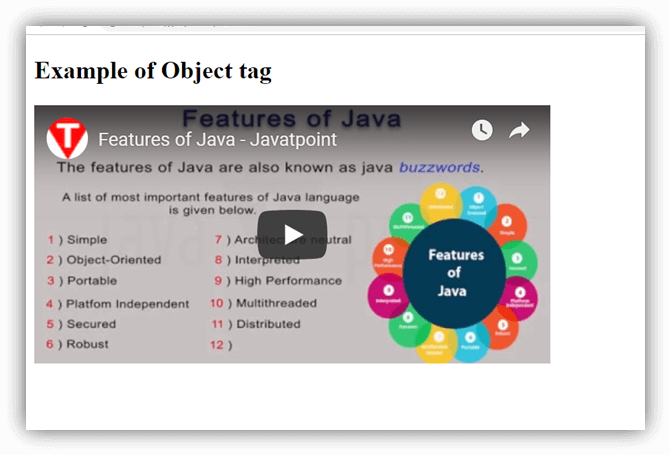 Example of Object tag
Features of Java
T
Features of Java - Javatpoint
The features of Java are also known as java buzzwords.
A list of most important features of Java language
is given below.
1 ) Simple
2 ) Object-Oriented
3 ) Portable
4 ) Platfom Independent
5 ) Secured
6 ) Robust
7 ) neutral
8 ) Interpreted
9 ) High Performance
10 ) Multithreaded
11 ) Distributed
12 )
Features
of
Java